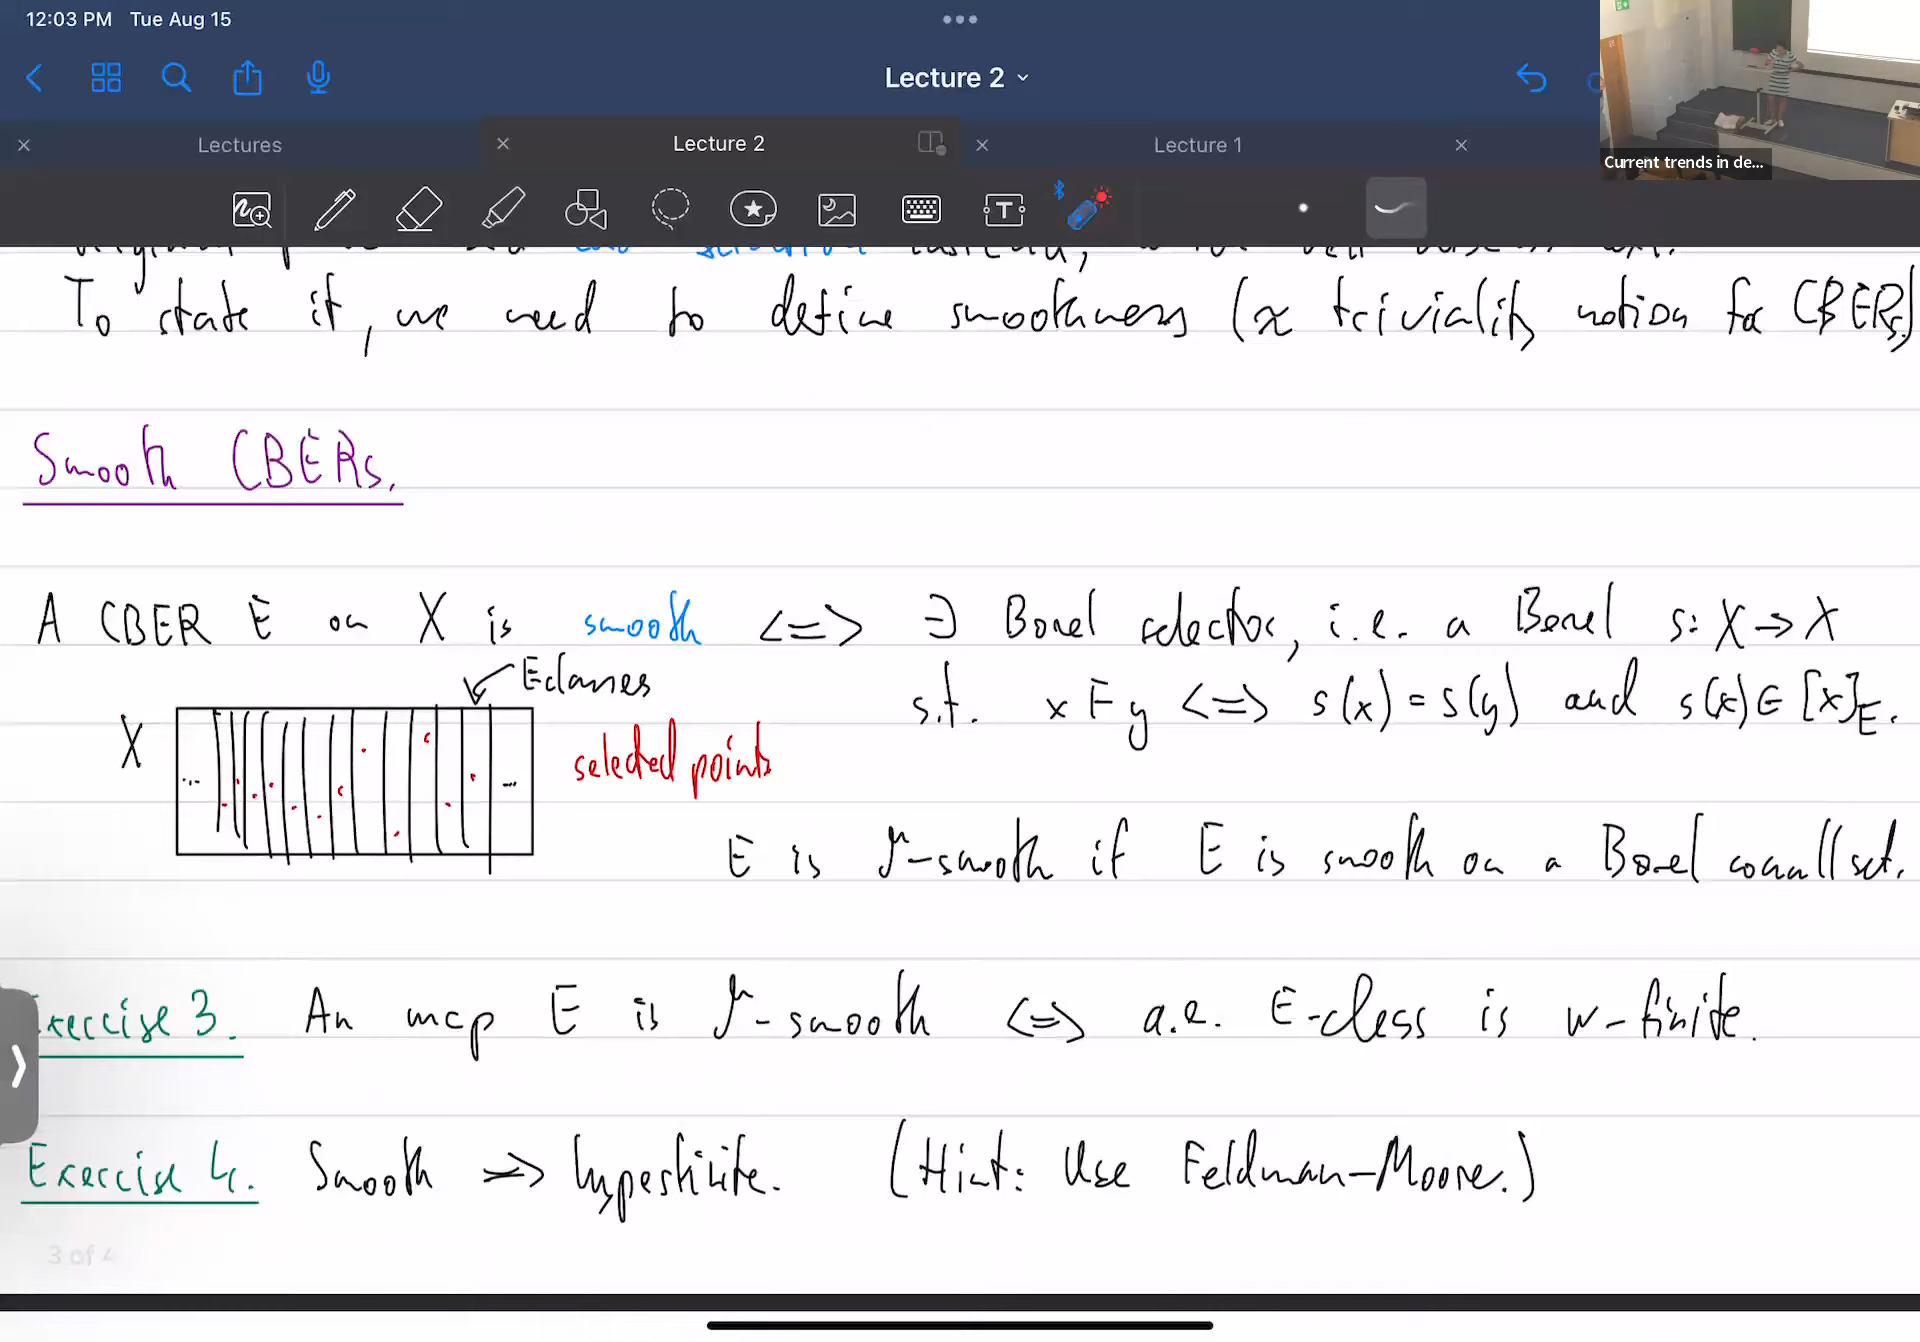 12:03 PM Tue Aug 15
Lecture 2
Lectures
Lecture 2
Lecture 1
Current trends in de...
To state it, we need to define smoothness (≈ triviality notion for CBERs)
Smooth CBERs.
A CBER E on X is smooth <=> ∃ Borel selector, i.e. a Borel s: X → X
s.t. x E y <=> s(x) = s(y) and s(x) ∈ [x]_E.
E-classes
X
selected points
E is μ-smooth if E is smooth on a Borel conull set.
Exercise 3. An mcp E is μ-smooth <=> a.e. E-class is w-finite.
Exercise 4. Smooth => hyperfinite. (Hint: Use Feldman-Moore.)
3 of 4